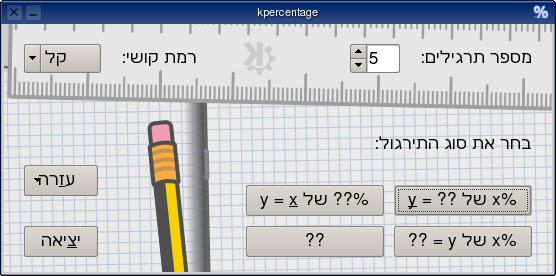 kpercentage
מספר תרגילים: 5 רמת קושי: קל
בחר את סוג התירגול:
x% של ?? = y ??% של x = y
x% של y = ?? ??
עזרה
יציאה